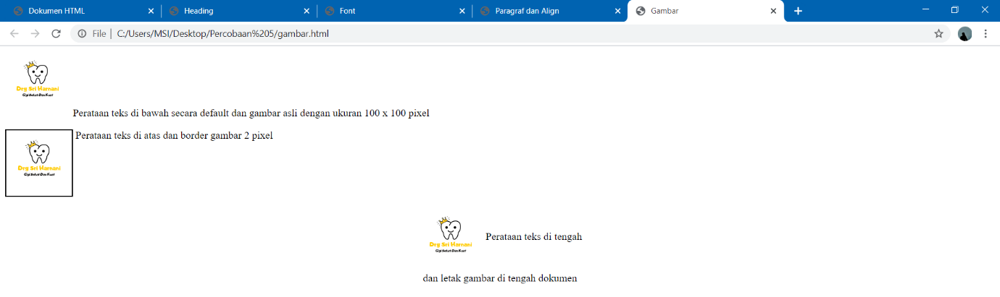 Dokumen HTML
Heading
Font
Paragraf dan Align
Gambar
File | C:/Users/MSI/Desktop/Percobaan%205/gambar.html
Drg Sri Harnani
Gigi Sehat Dan Kuat
Perataan teks di bawah secara default dan gambar asli dengan ukuran 100 x 100 pixel
Perataan teks di atas dan border gambar 2 pixel
Drg Sri Harnani
Gigi Sehat Dan Kuat
Drg Sri Harnani
Gigi Sehat Dan Kuat
Perataan teks di tengah
dan letak gambar di tengah dokumen